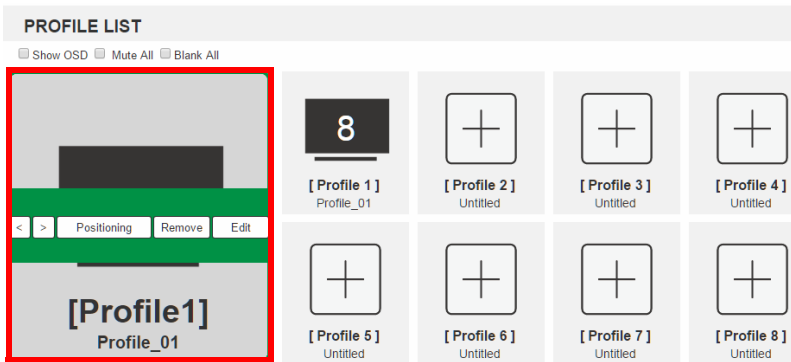 PROFILE LIST
Show OSD Mute All Blank All
< > Positioning Remove Edit
[Profile1]
Profile_01
8
[ Profile 1 ] [ Profile 2 ] [ Profile 3 ] [ Profile 4 ]
Profile_01 Untitled Untitled Untitled
[ Profile 5 ] [ Profile 6 ] [ Profile 7 ] [ Profile 8 ]
Untitled Untitled Untitled Untitled